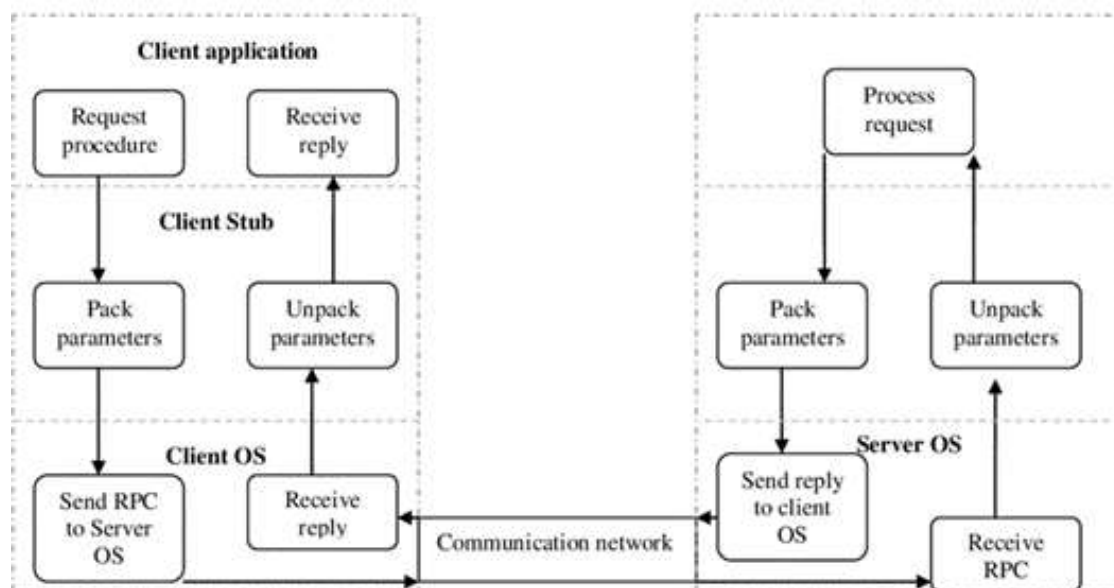 Client application
Request
procedure
Receive
reply
Process
request
Client Stub
Pack
parameters
Unpack
parameters
Pack
parameters
Unpack
parameters
Client OS
Server OS
Send RPC
to Server
OS
Receive
reply
Send reply
to client
OS
Communication network
Receive
RPC